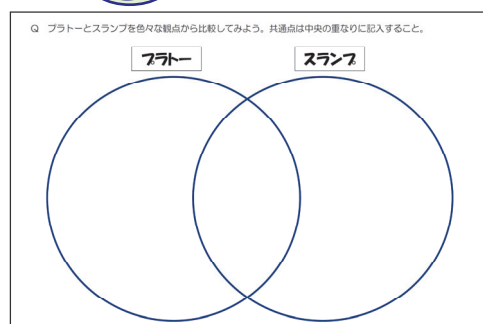 Q プラトーとスランプを色々な観点から比較してみよう。共通点は中央の重なりに記入すること。
プラトー
スランプ